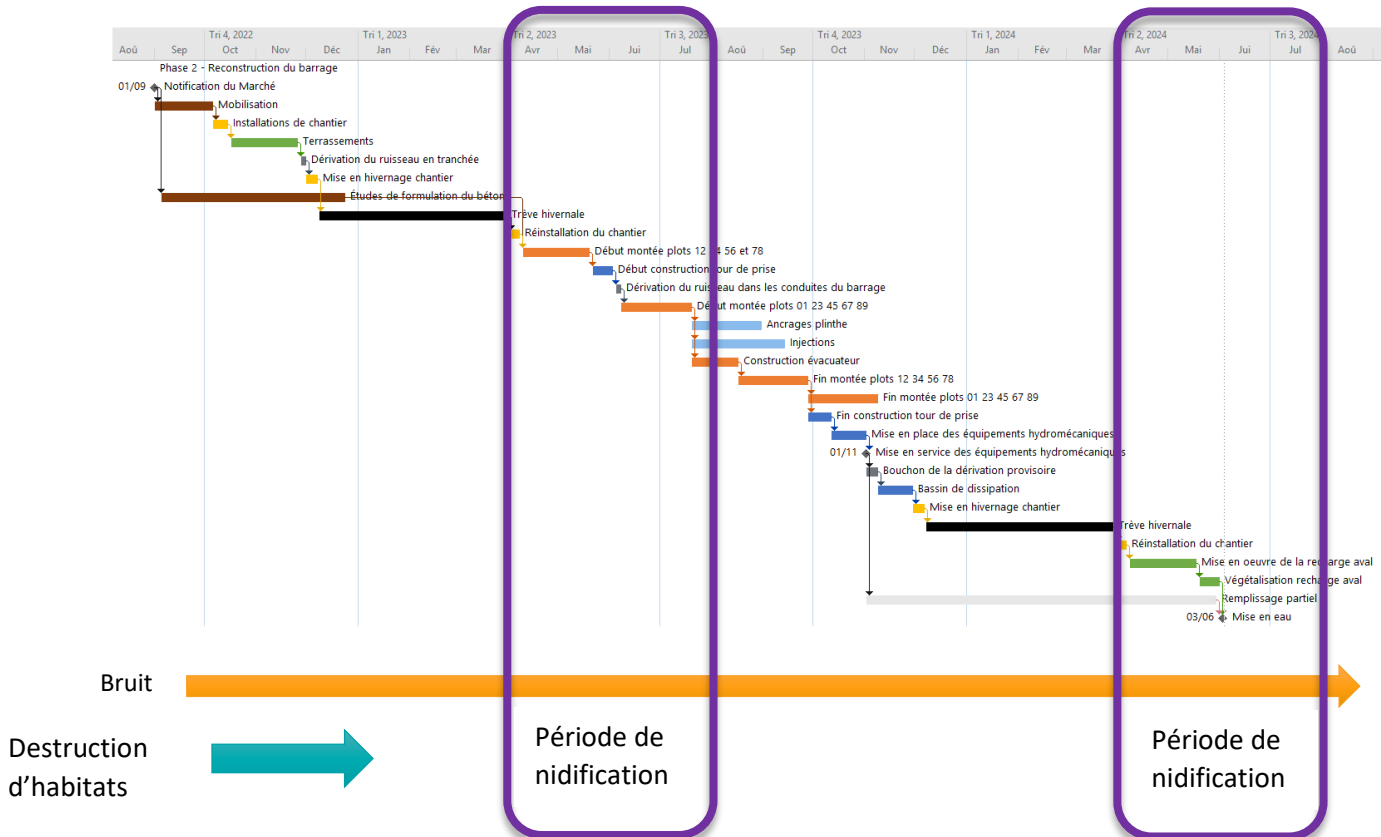 Tri 4, 2022 Tri 1, 2023 Tri 2, 2023 Tri 3, 2023 Tri 4, 2023 Tri 1, 2024 Tri 2, 2024 Tri 3, 2024
Aoû Sep Oct Nov Déc Jan Fév Mar Avr Mai Jui Jul Aoû Sep Oct Nov Déc Jan Fév Mar Avr Mai Jui Jul Aoû
Phase 2 - Reconstruction du barrage
01/09 Notification du Marché
Mobilisation
Installations de chantier
Terrassements
Dérivation du ruisseau en tranchée
Mise en hivernage chantier
Études de formulation du béton
Trêve hivernale
Réinstallation du chantier
Début montée plots 12 34 56 et 78
Début construction tour de prise
Dérivation du ruisseau dans les conduites du barrage
Début montée plots 01 23 45 67 89
Ancrages plinthe
Injections
Construction évacuateur
Fin montée plots 12 34 56 78
Fin montée plots 01 23 45 67 89
Fin construction tour de prise
Mise en place des équipements hydromécaniques
01/11 Mise en service des équipements hydromécaniques
Bouchon de la dérivation provisoire
Bassin de dissipation
Mise en hivernage chantier
Trêve hivernale
Réinstallation du chantier
Mise en oeuvre de la recharge aval
Végétalisation recharge aval
Remplissage partiel
03/06 Mise en eau
Bruit
Destruction
d'habitats
Période de
nidification
Période de
nidification